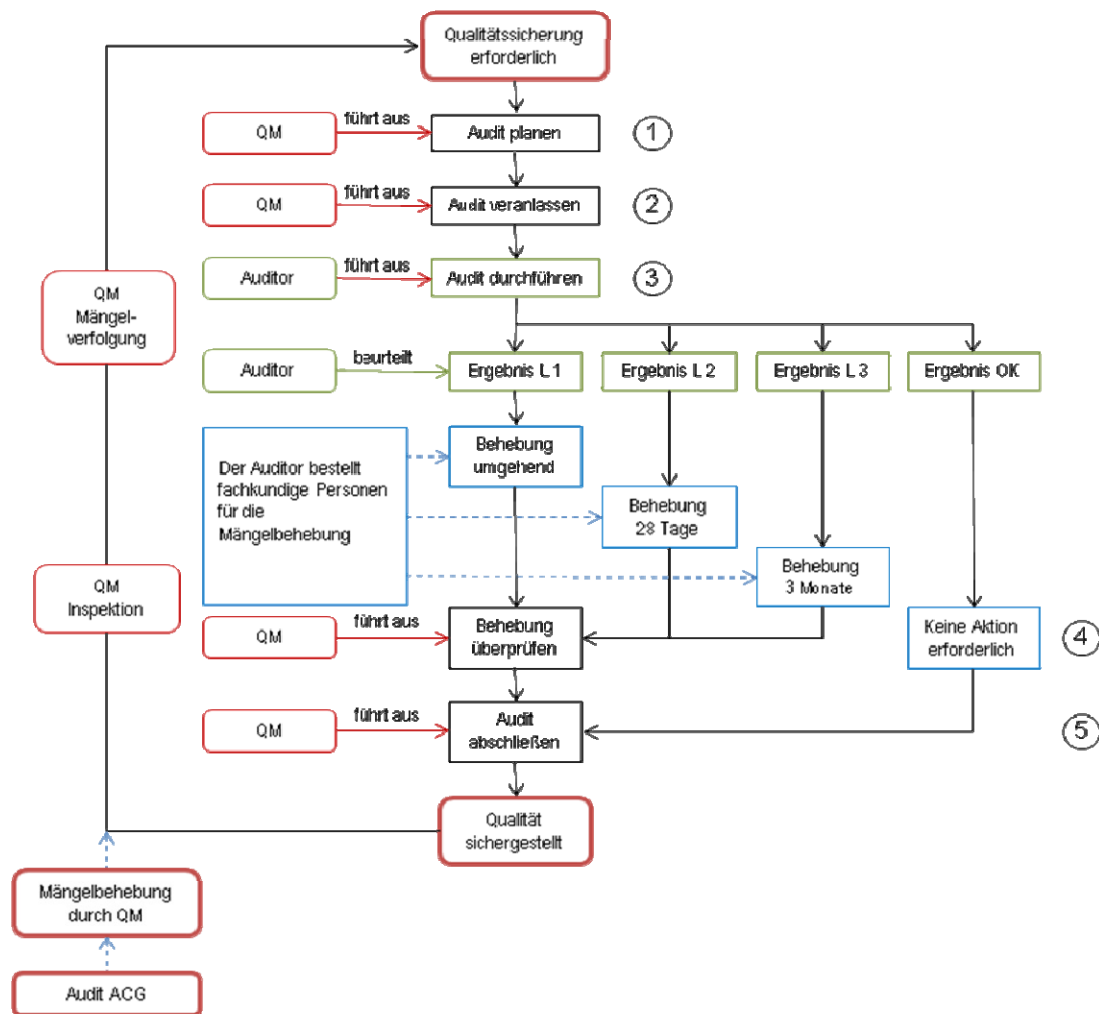 Qualitätssicherung
erforderlich
QM
führt aus
Audit planen
1
QM
führt aus
Audit veranlassen
2
Auditor
führt aus
Audit durchführen
3
QM
Mängel-
verfolgung
Auditor
beurteilt
Ergebnis L 1
Ergebnis L 2
Ergebnis L 3
Ergebnis OK
Der Auditor bestellt
fachkundige Personen
für die
Mängelbehebung
Behebung
umgehend
Behebung
28 Tage
Behebung
3 Monate
QM
Inspektion
QM
führt aus
Behebung
überprüfen
Keine Aktion
erforderlich
4
QM
führt aus
Audit
abschließen
5
Qualität
sichergestellt
Mängelbehebung
durch QM
Audit ACG